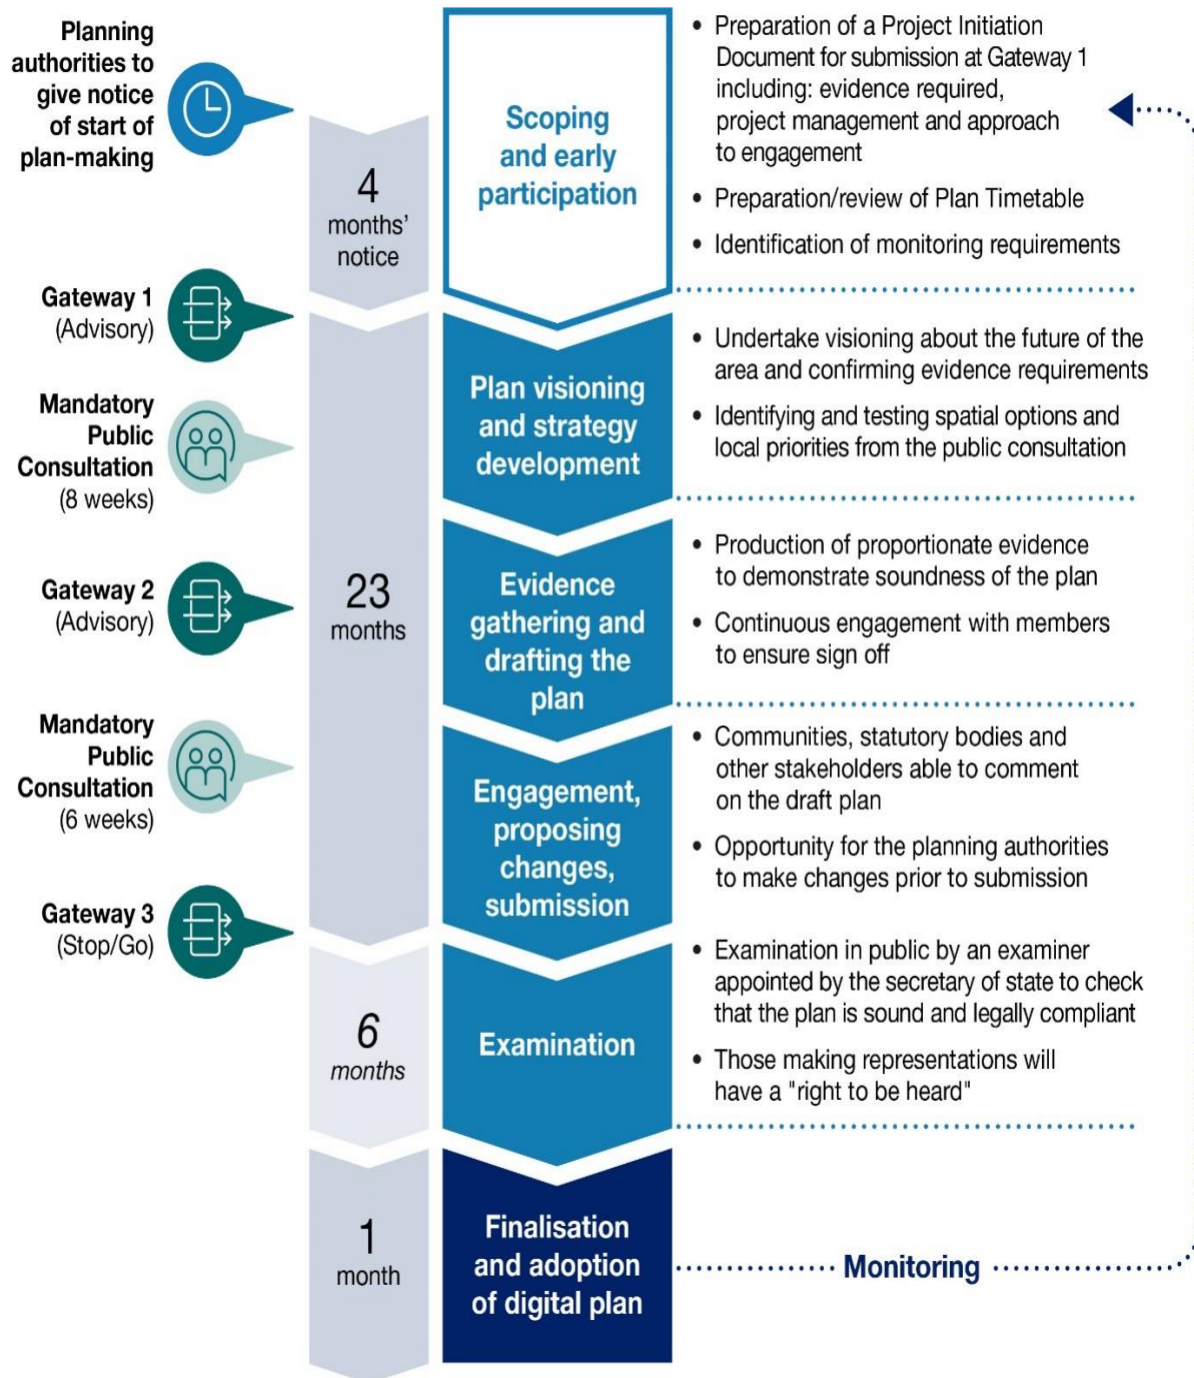 Planning
authorities to
give notice
of start of
plan-making
4
months'
notice
Scoping
and early
participation
• Preparation of a Project Initiation
Document for submission at Gateway 1
including: evidence required,
project management and approach
to engagement
• Preparation/review of Plan Timetable
• Identification of monitoring requirements
Gateway 1
(Advisory)
Mandatory
Public
Consultation
(8 weeks)
Plan visioning
and strategy
development
• Undertake visioning about the future of the
area and confirming evidence requirements
• Identifying and testing spatial options and
local priorities from the public consultation
Gateway 2
(Advisory)
23
months
Evidence
gathering and
drafting the
plan
• Production of proportionate evidence
to demonstrate soundness of the plan
• Continuous engagement with members
to ensure sign off
Mandatory
Public
Consultation
(6 weeks)
Engagement,
proposing
changes,
submission
• Communities, statutory bodies and
other stakeholders able to comment
on the draft plan
• Opportunity for the planning authorities
to make changes prior to submission
Gateway 3
(Stop/Go)
6
months
Examination
• Examination in public by an examiner
appointed by the secretary of state to check
that the plan is sound and legally compliant
• Those making representations will
have a "right to be heard"
1
month
Finalisation
and adoption
of digital plan
Monitoring